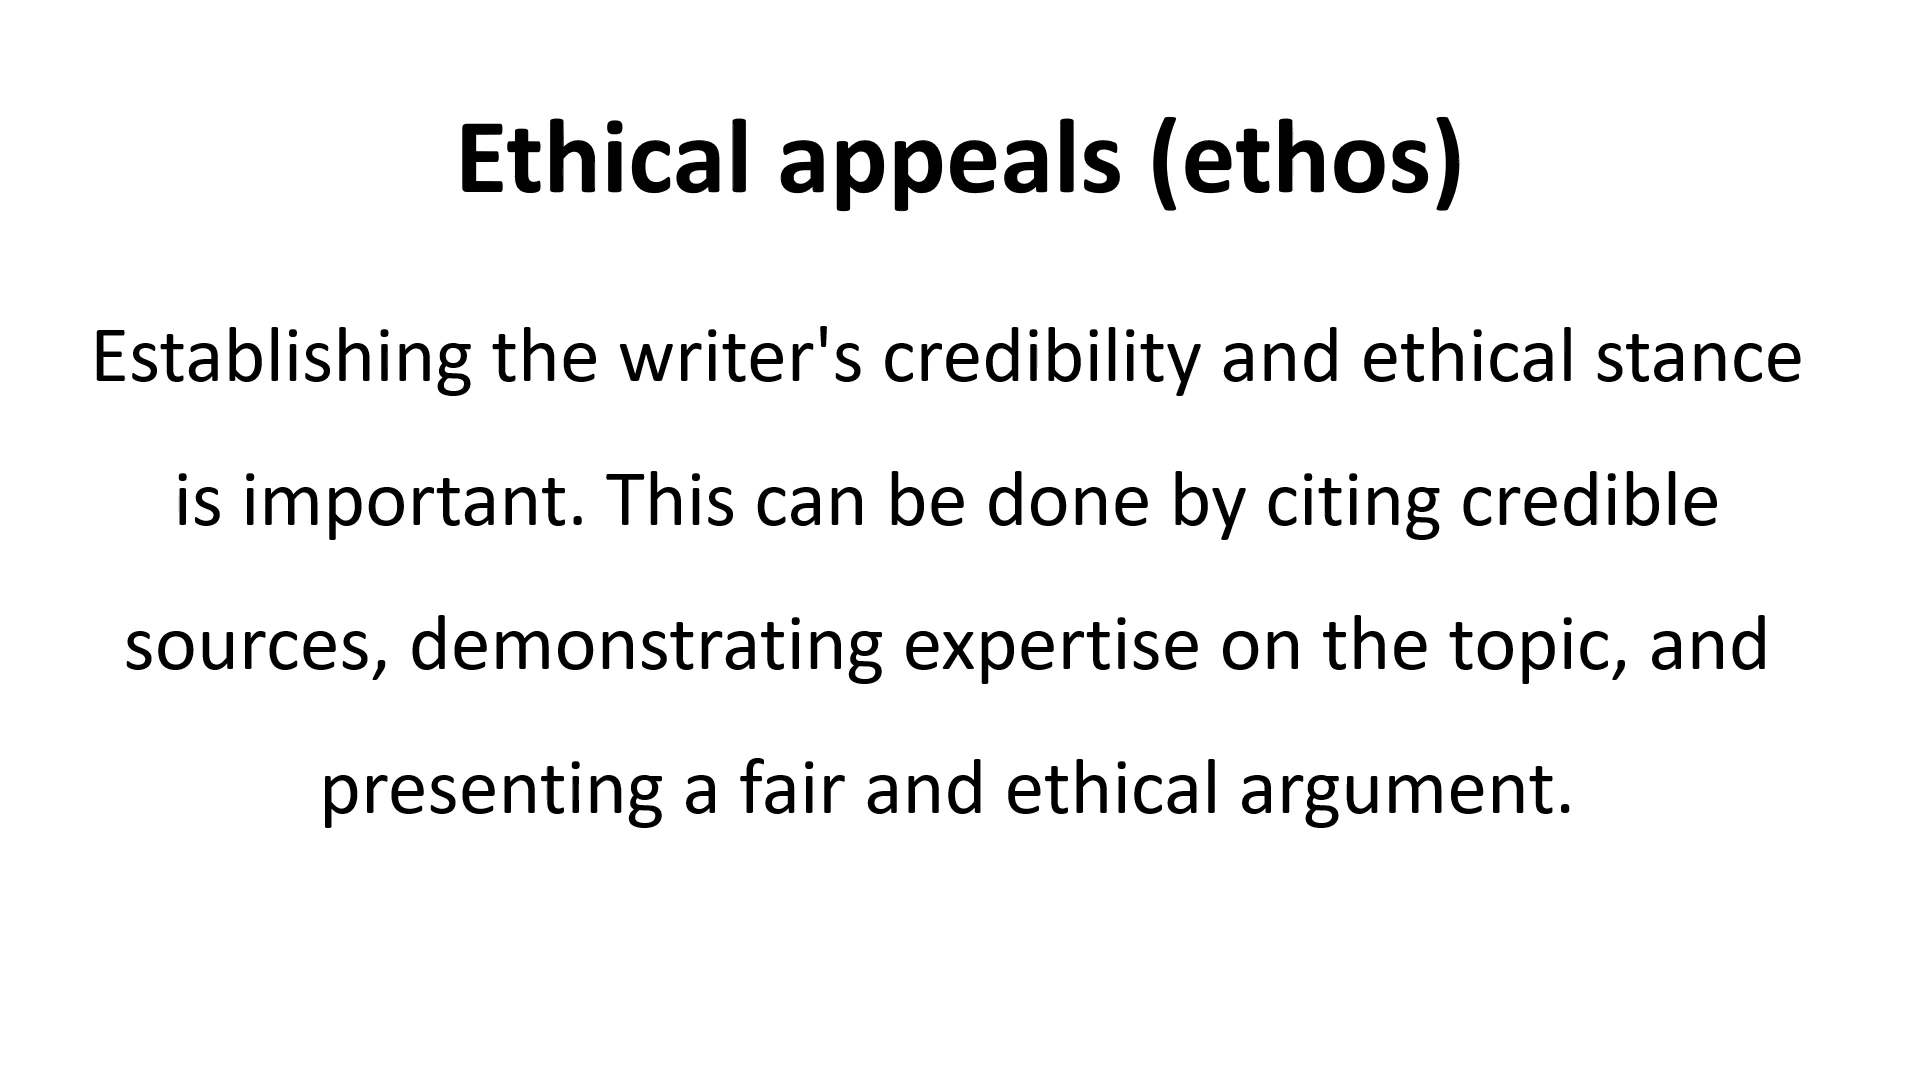 Ethical appeals (ethos)
Establishing the writer's credibility and ethical stance
is important. This can be done by citing credible
sources, demonstrating expertise on the topic, and
presenting a fair and ethical argument.